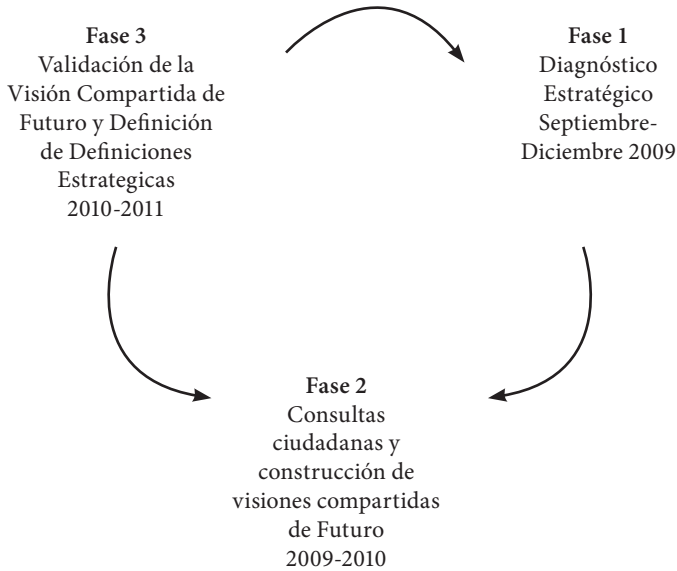 Fase 3
Validación de la
Visión Compartida de
Futuro y Definición
de Definiciones
Estrategicas
2010-2011
Fase 1
Diagnóstico
Estratégico
Septiembre-
Diciembre 2009
Fase 2
Consultas
ciudadanas y
construcción de
visiones compartidas
de Futuro
2009-2010